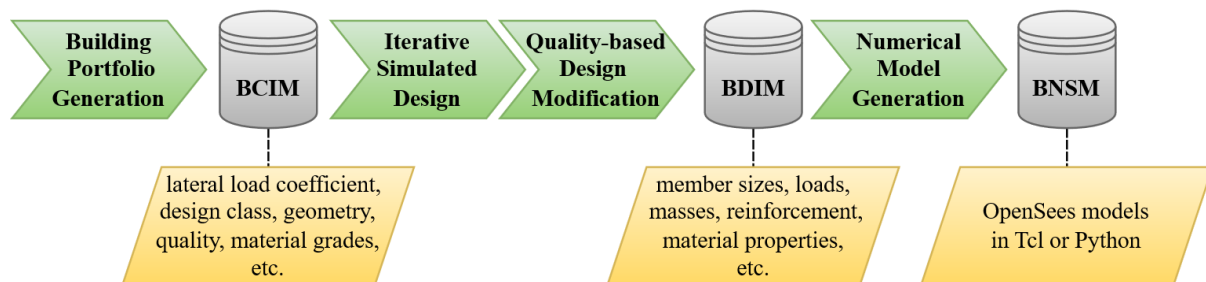 Building
Portfolio
Generation
BCIM
Iterative
Simulated
Design
Quality-based
Design
Modification
BDIM
Numerical
Model
Generation
BNSM
lateral load coefficient,
design class, geometry,
quality, material grades,
etc.
member sizes, loads,
masses, reinforcement,
material properties,
etc.
OpenSees models
in Tcl or Python